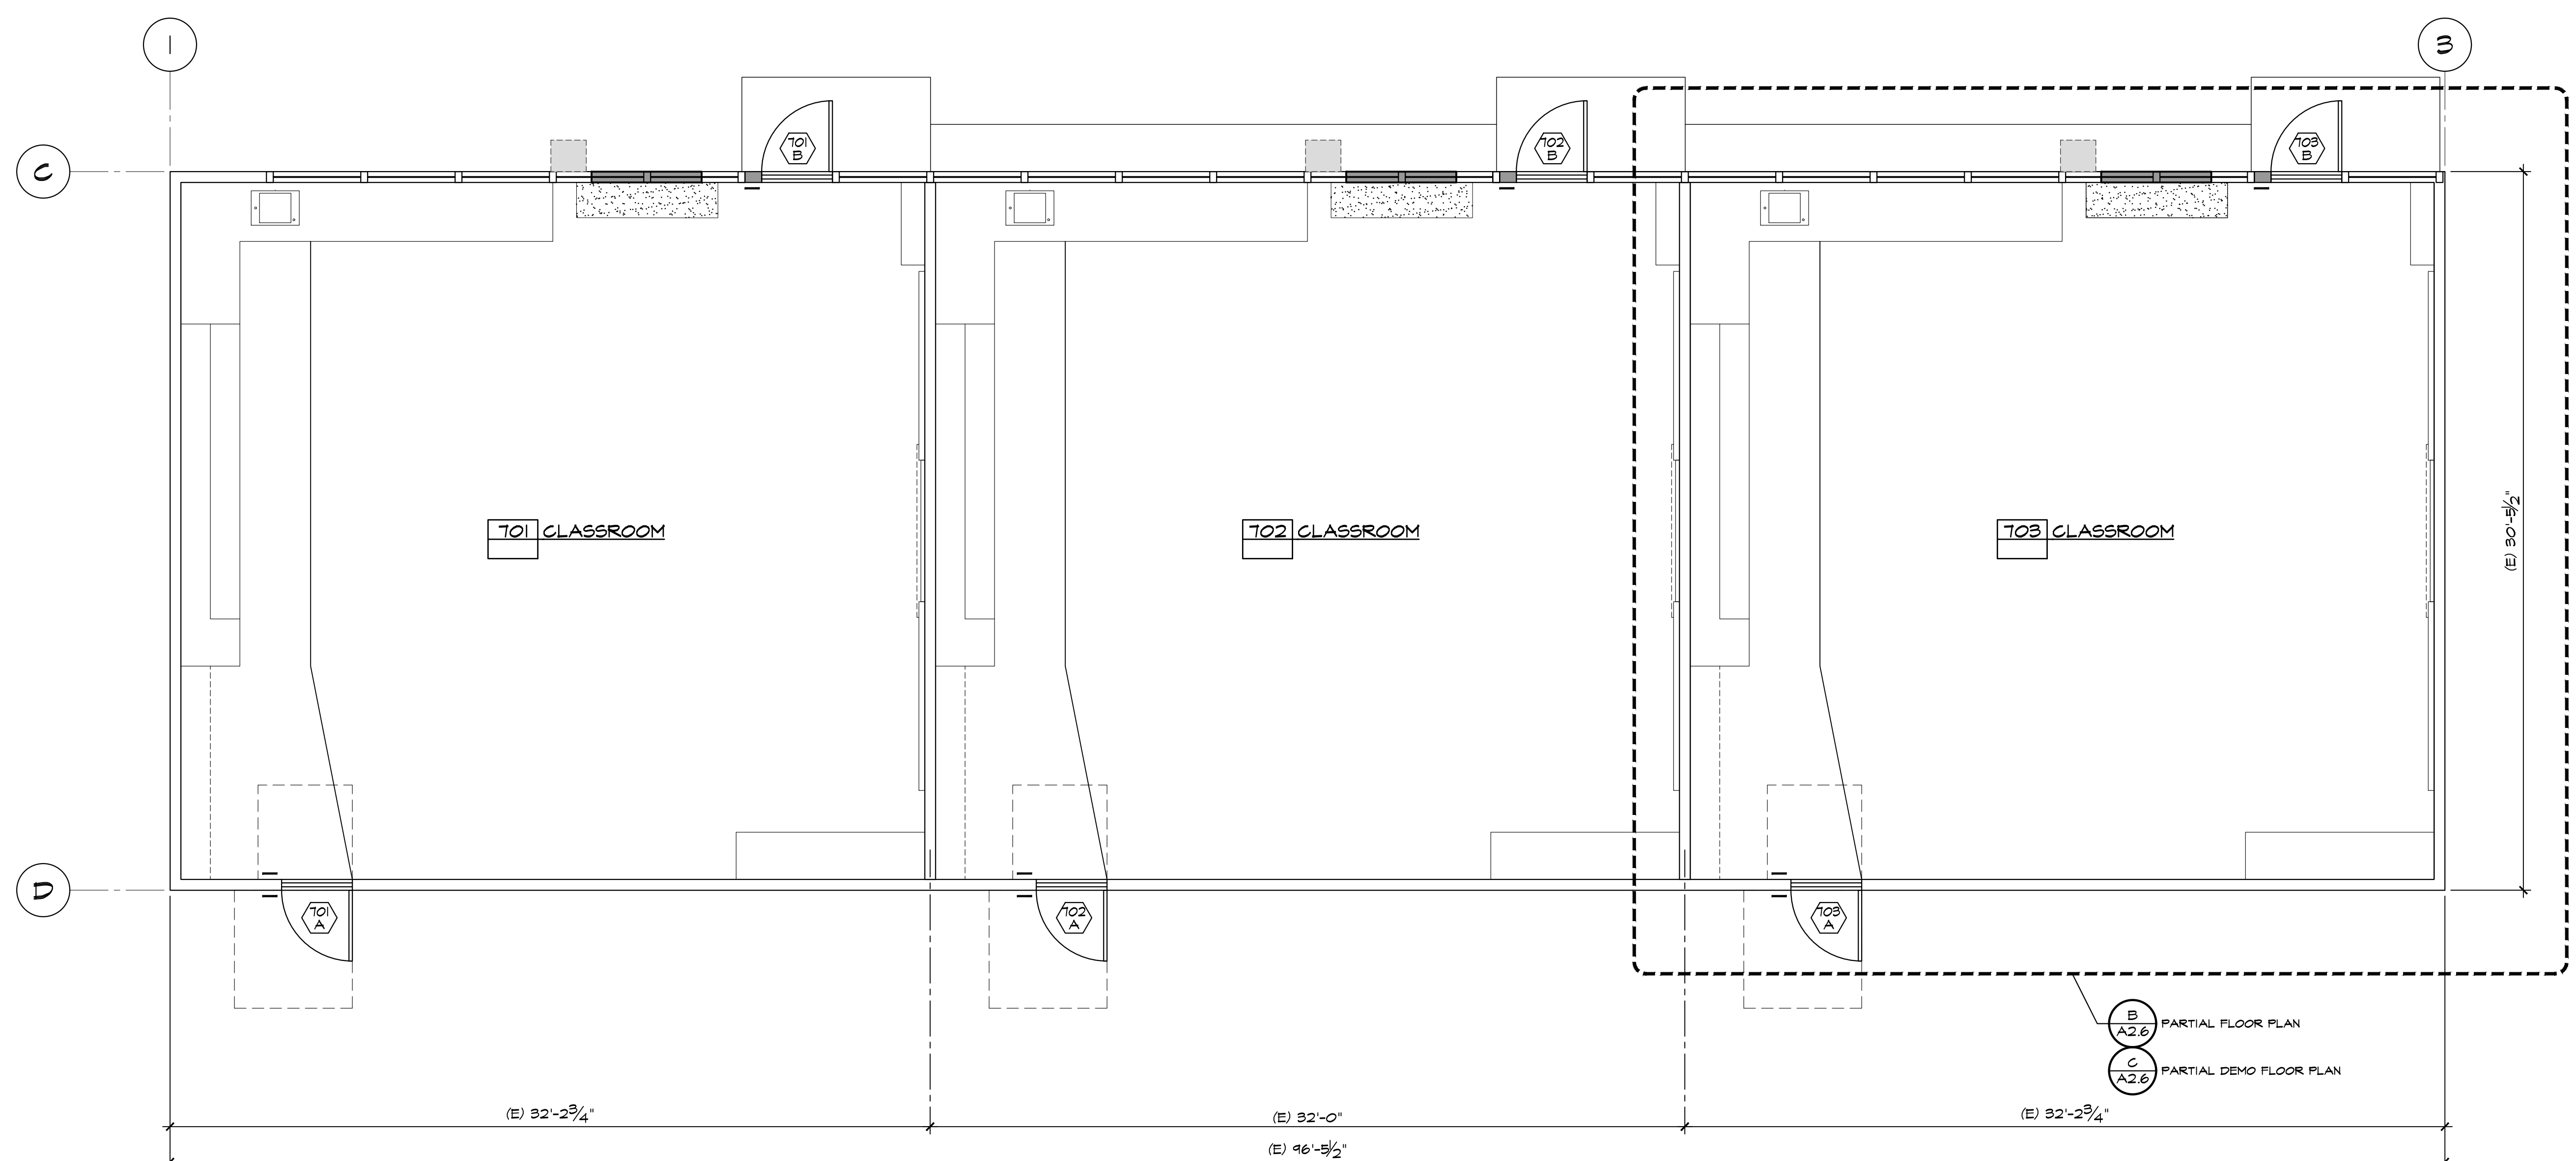 1
3
C
701
B
702
B
703
B
701 CLASSROOM
702 CLASSROOM
703 CLASSROOM
(E) 30'-5½"
D
701
A
702
A
703
A
B
A2.6
PARTIAL FLOOR PLAN
C
A2.6
PARTIAL DEMO FLOOR PLAN
(E) 32'-2¾"
(E) 32'-0"
(E) 32'-2¾"
(E) 96'-5½"